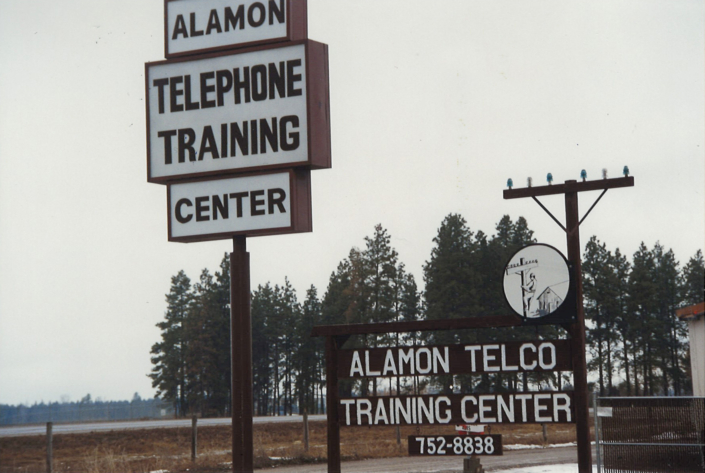 ALAMON
TELEPHONE
TRAINING
CENTER
ALAMON TELCO
TRAINING CENTER
752-8838